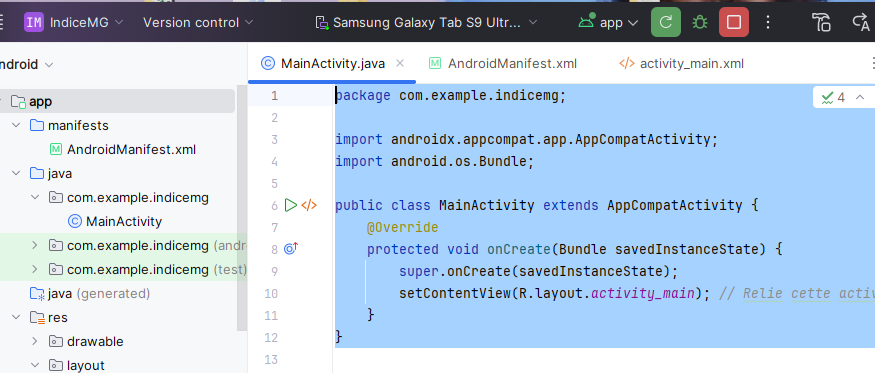 IM IndiceMG Version control Samsung Galaxy Tab S9 Ultr... app
ndroid
MainActivity.java AndroidManifest.xml activity_main.xml
app
manifests
AndroidManifest.xml
java
com.example.indicemg
MainActivity
com.example.indicemg (andr
com.example.indicemg (test)
java (generated)
res
drawable
layout
4
1 package com.example.indicemg;
2
3 import androidx.appcompat.app.AppCompatActivity;
4 import android.os.Bundle;
5
6 public class MainActivity extends AppCompatActivity {
7 @Override
8 protected void onCreate(Bundle savedInstanceState) {
9 super.onCreate(savedInstanceState);
10 setContentView(R.layout.activity_main); // Relie cette activ
11 }
12 }
13